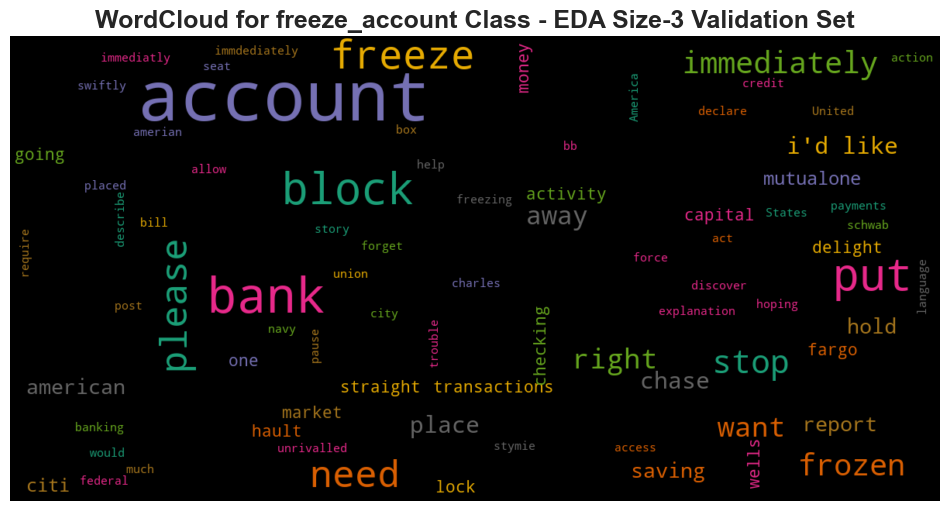 WordCloud for freeze_account Class - EDA Size-3 Validation Set
immediatly
immdediately
freeze
money
immediately
action
seat
swiftly
account
America
credit
declare
United
amerian
box
bb
i'd like
going
allow
help
mutualone
placed
block
freezing
activity
away
capital
States
payments
describe
bill
story
schwab
require
please
forget
act
delight
union
charles
force
put
language
bank
discover
hoping
post
city
explanation
navy
pause
trouble
checking
hold
one
right
stop
fargo
american
straight
transactions
chase
market
place
want
report
banking
hault
unrivalled
stymie
access
wells
would
much
need
saving
frozen
citi
federal
lock